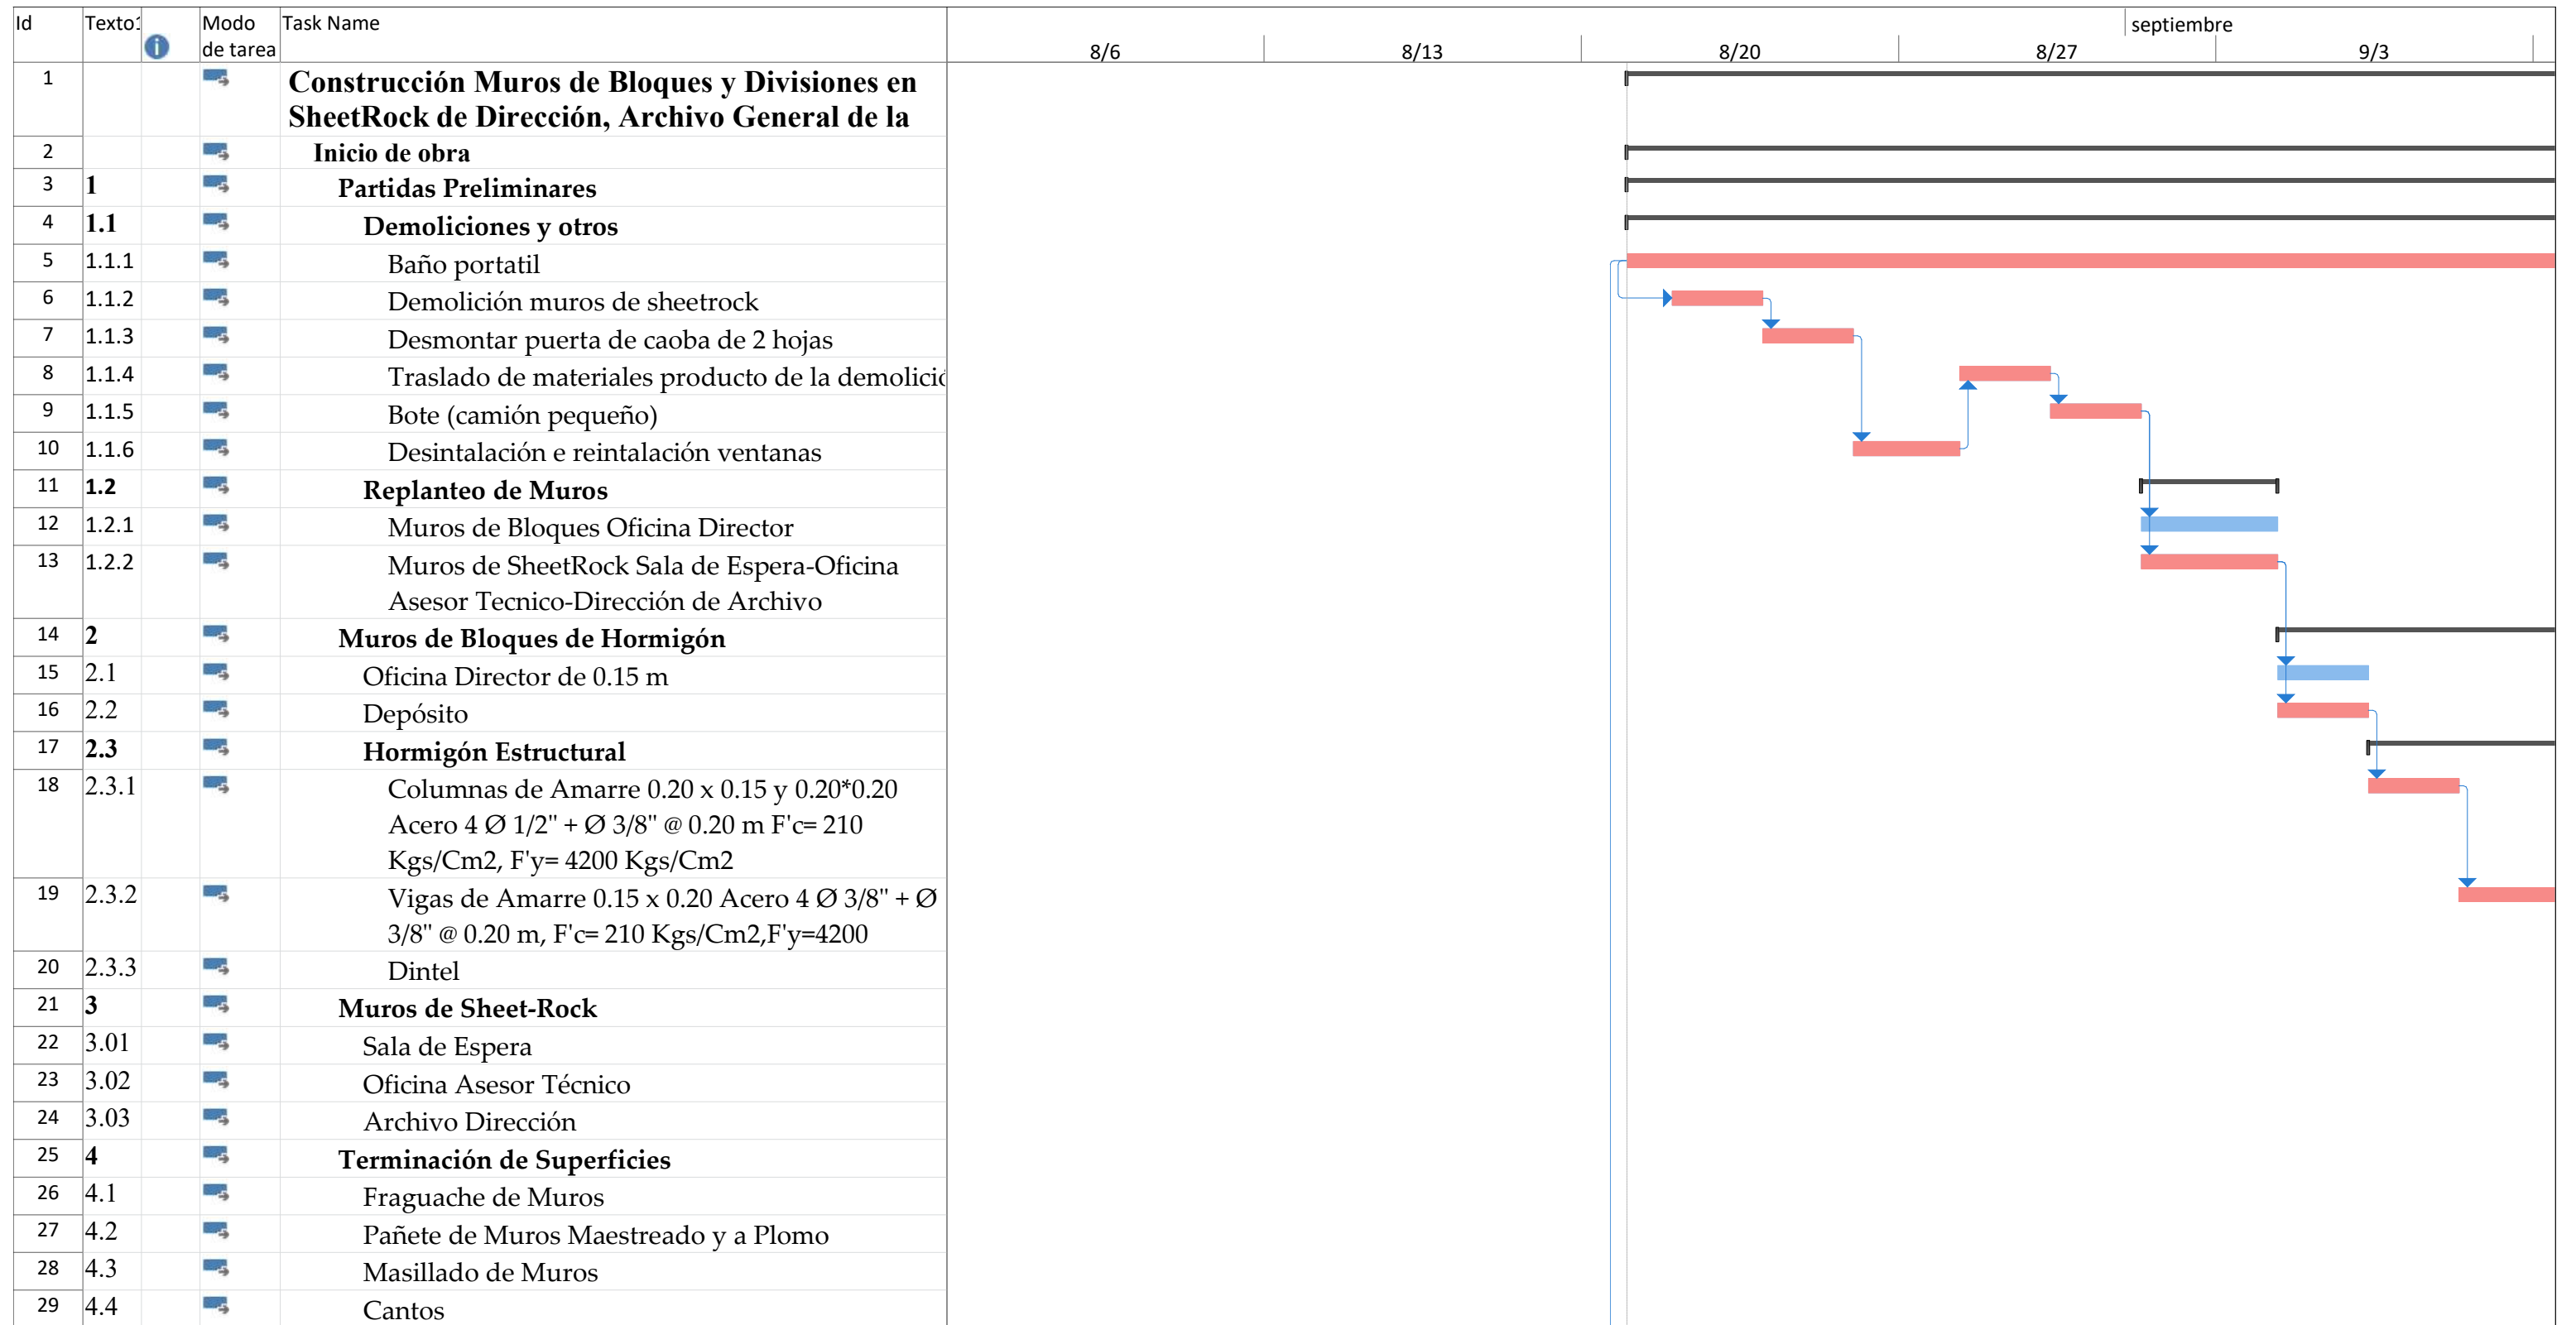 Id Texto1 Modo de tarea Task Name
septiembre
8/6 8/13 8/20 8/27 9/3
1 Construcción Muros de Bloques y Divisiones en
SheetRock de Dirección, Archivo General de la
2 Inicio de obra
3 1 Partidas Preliminares
4 1.1 Demoliciones y otros
5 1.1.1 Baño portatil
6 1.1.2 Demolición muros de sheetrock
7 1.1.3 Desmontar puerta de caoba de 2 hojas
8 1.1.4 Traslado de materiales producto de la demolició
9 1.1.5 Bote (camión pequeño)
10 1.1.6 Desintalación e reintalación ventanas
11 1.2 Replanteo de Muros
12 1.2.1 Muros de Bloques Oficina Director
13 1.2.2 Muros de SheetRock Sala de Espera-Oficina
Asesor Tecnico-Dirección de Archivo
14 2 Muros de Bloques de Hormigón
15 2.1 Oficina Director de 0.15 m
16 2.2 Depósito
17 2.3 Hormigón Estructural
18 2.3.1 Columnas de Amarre 0.20 x 0.15 y 0.20*0.20
Acero 4 Ø 1/2" + Ø 3/8" @ 0.20 m F'c= 210
Kgs/Cm2, F'y= 4200 Kgs/Cm2
19 2.3.2 Vigas de Amarre 0.15 x 0.20 Acero 4 Ø 3/8" + Ø
3/8" @ 0.20 m, F'c= 210 Kgs/Cm2,F'y=4200
20 2.3.3 Dintel
21 3 Muros de Sheet-Rock
22 3.01 Sala de Espera
23 3.02 Oficina Asesor Técnico
24 3.03 Archivo Dirección
25 4 Terminación de Superficies
26 4.1 Fraguache de Muros
27 4.2 Pañete de Muros Maestreado y a Plomo
28 4.3 Masillado de Muros
29 4.4 Cantos